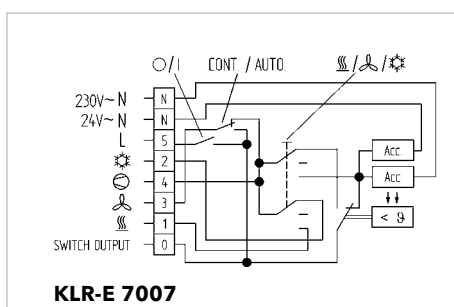 ○/I CONT. / AUTO. /
230V~ N N
24V~ N N
L 5
2
4
3
1
SWITCH OUTPUT 0
Acc.
Acc
< ϑ
KLR-E 7007